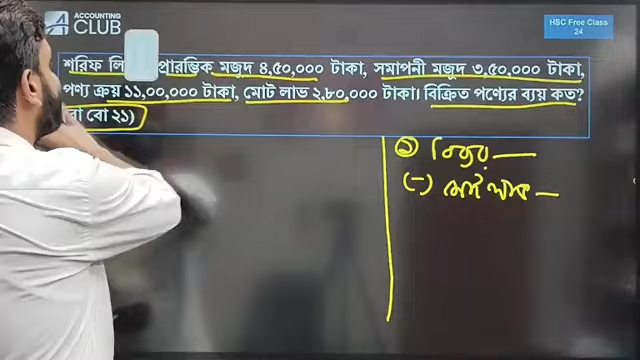 ACCOUNTING
CLUB
HSC Free Class
24
শরিফ লি প্রারম্ভিক মজুদ ৪,৫০,০০০ টাকা, সমাপনী মজুদ ৩,৫০,০০০ টাকা,
পণ্য ক্রয় ১১,০০,০০০ টাকা, মোট লাভ ২,৮০,০০০ টাকা। বিক্রিত পণ্যের ব্যয় কত?
বো ২১)
① বিক্রয় —
(-) মোট লাভ —